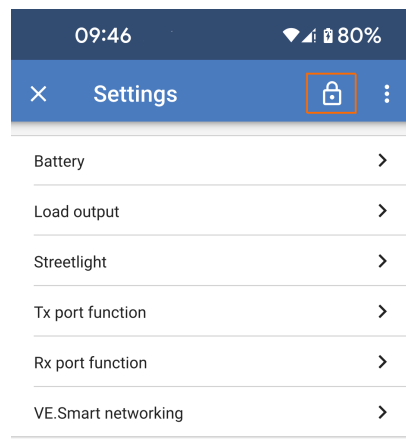 09:46
80%
Settings
Battery
Load output
Streetlight
Tx port function
Rx port function
VE.Smart networking